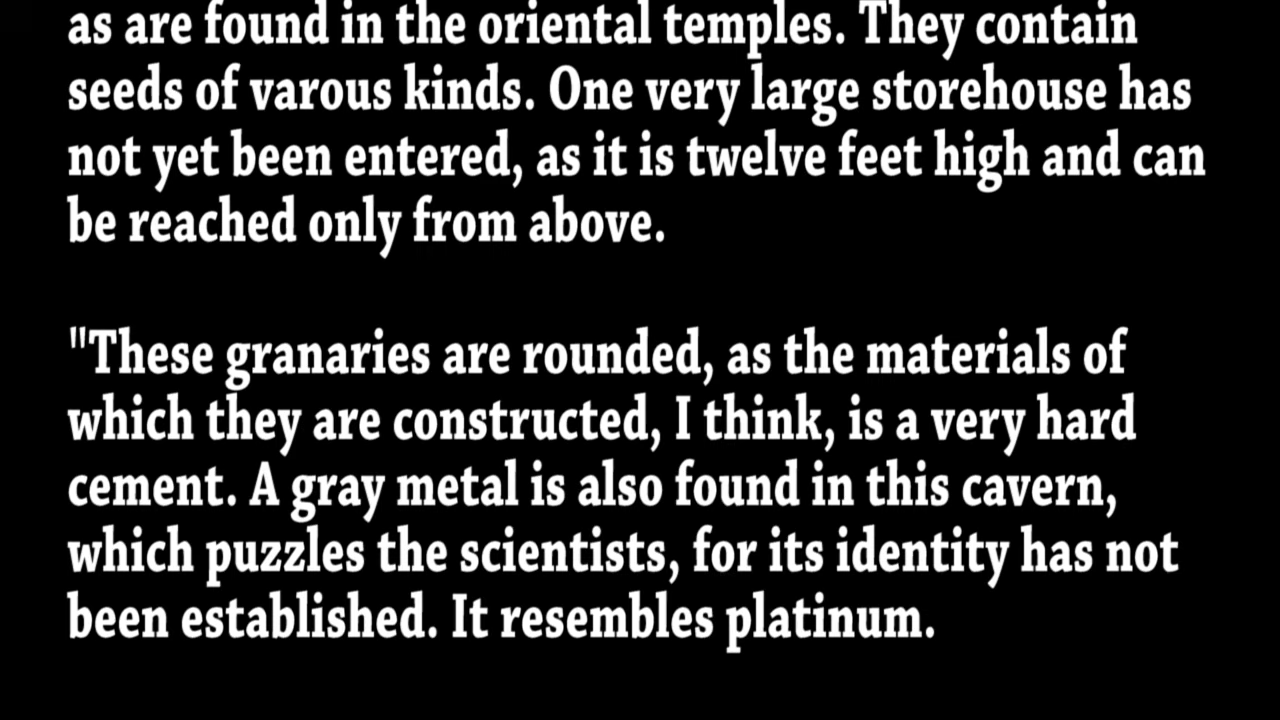 as are found in the oriental temples. They contain
seeds of varous kinds. One very large storehouse has
not yet been entered, as it is twelve feet high and can
be reached only from above.
"These granaries are rounded, as the materials of
which they are constructed, I think, is a very hard
cement. A gray metal is also found in this cavern,
which puzzles the scientists, for its identity has not
been established. It resembles platinum.